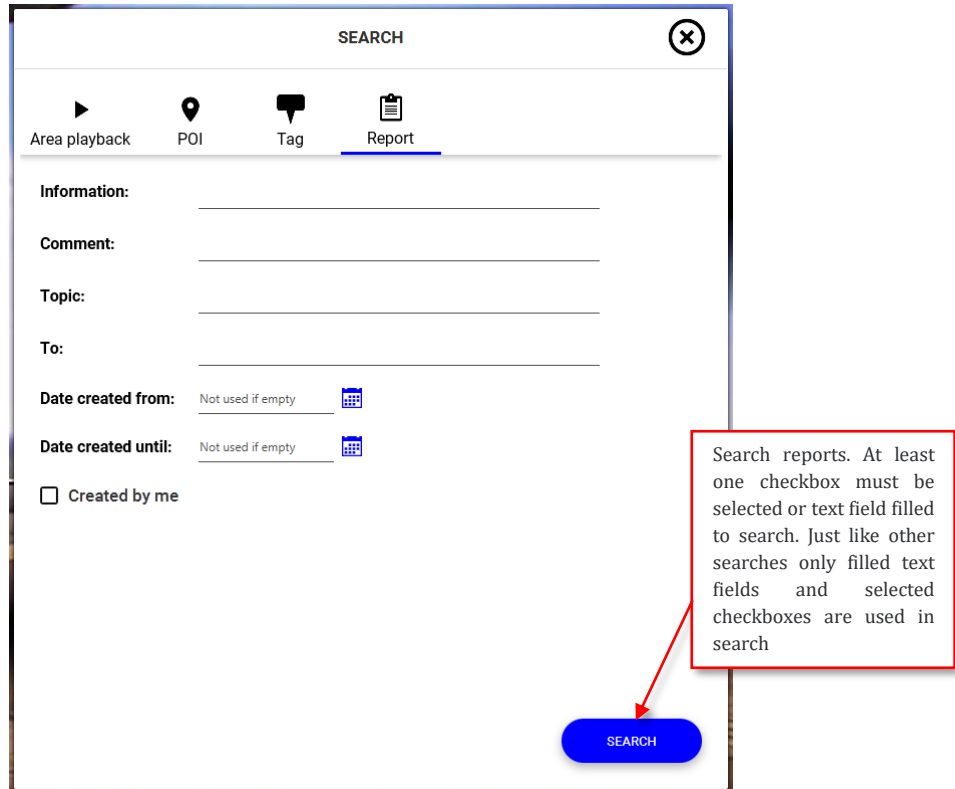 SEARCH
Area playback POI Tag Report
Information:
Comment:
Topic:
To:
Date created from: Not used if empty
Date created until: Not used if empty
Created by me
Search reports. At least
one checkbox must be
selected or text field filled
to search. Just like other
searches only filled text
fields and selected
checkboxes are used in
search
SEARCH